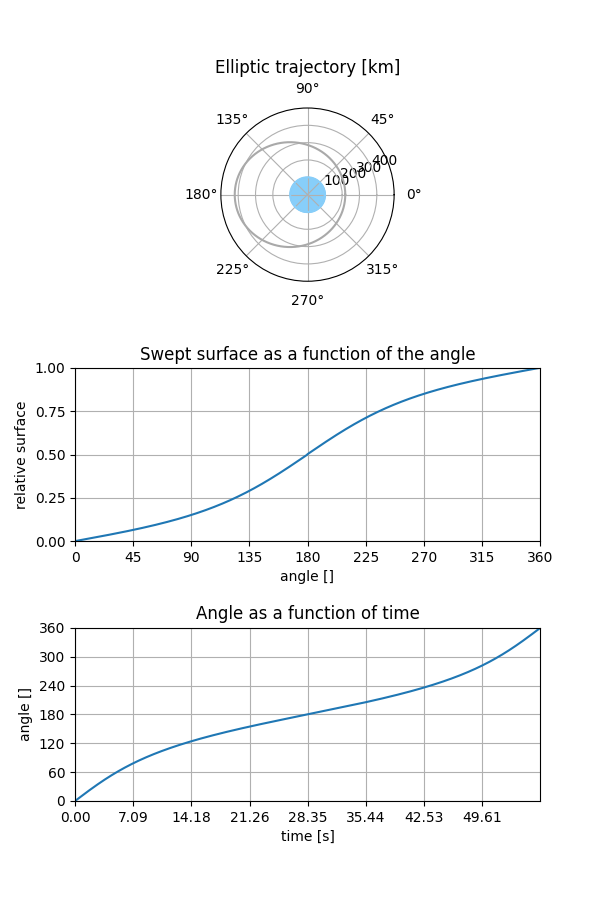 Elliptic trajectory [km]
90°
135° 45°
180° 100 200 300 400 0°
225° 315°
270°
Swept surface as a function of the angle
1.00
0.75
0.50
0.25
0.00
relative surface
0 45 90 135 180 225 270 315 360
angle []
Angle as a function of time
360
300
240
180
120
60
0
angle []
0.00 7.09 14.18 21.26 28.35 35.44 42.53 49.61
time [s]